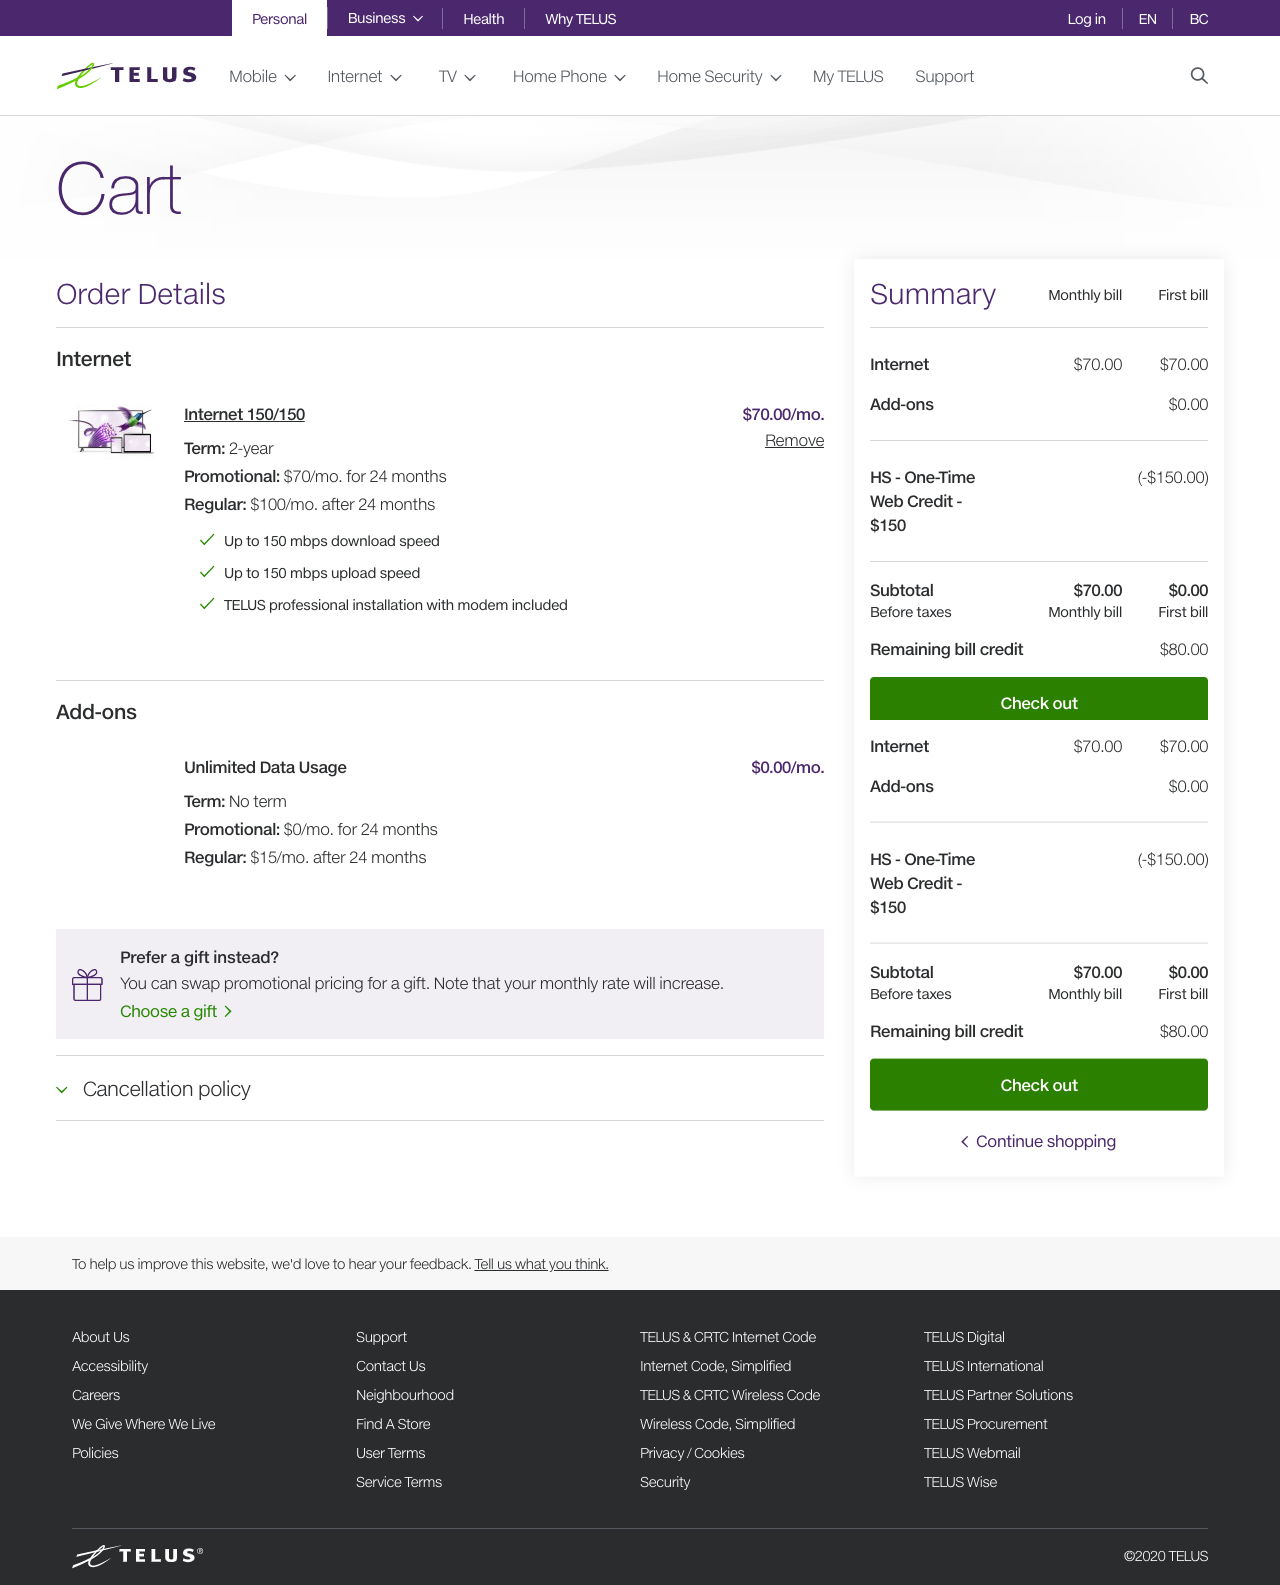 Personal Business Health Why TELUS Log in EN BC
TELUS Mobile Internet TV Home Phone Home Security My TELUS Support
Cart
Order Details
Internet
Internet 150/150 $70.00/mo.
Remove
Term: 2-year
Promotional: $70/mo. for 24 months
Regular: $100/mo. after 24 months
Up to 150 mbps download speed
Up to 150 mbps upload speed
TELUS professional installation with modem included
Add-ons
Unlimited Data Usage $0.00/mo.
Term: No term
Promotional: $0/mo. for 24 months
Regular: $15/mo. after 24 months
Prefer a gift instead?
You can swap promotional pricing for a gift. Note that your monthly rate will increase.
Choose a gift
Cancellation policy
Summary Monthly bill First bill
Internet $70.00 $70.00
Add-ons $0.00
HS - One-Time (-$150.00)
Web Credit -
$150
Subtotal $70.00 $0.00
Before taxes Monthly bill First bill
Remaining bill credit $80.00
Check out
Internet $70.00 $70.00
Add-ons $0.00
HS - One-Time (-$150.00)
Web Credit -
$150
Subtotal $70.00 $0.00
Before taxes Monthly bill First bill
Remaining bill credit $80.00
Check out
Continue shopping
To help us improve this website, we'd love to hear your feedback. Tell us what you think.
About Us Support TELUS & CRTC Internet Code TELUS Digital
Accessibility Contact Us Internet Code, Simplified TELUS International
Careers Neighbourhood TELUS & CRTC Wireless Code TELUS Partner Solutions
We Give Where We Live Find A Store Wireless Code, Simplified TELUS Procurement
Policies User Terms Privacy / Cookies TELUS Webmail
Service Terms Security TELUS Wise
TELUS® ©2020 TELUS